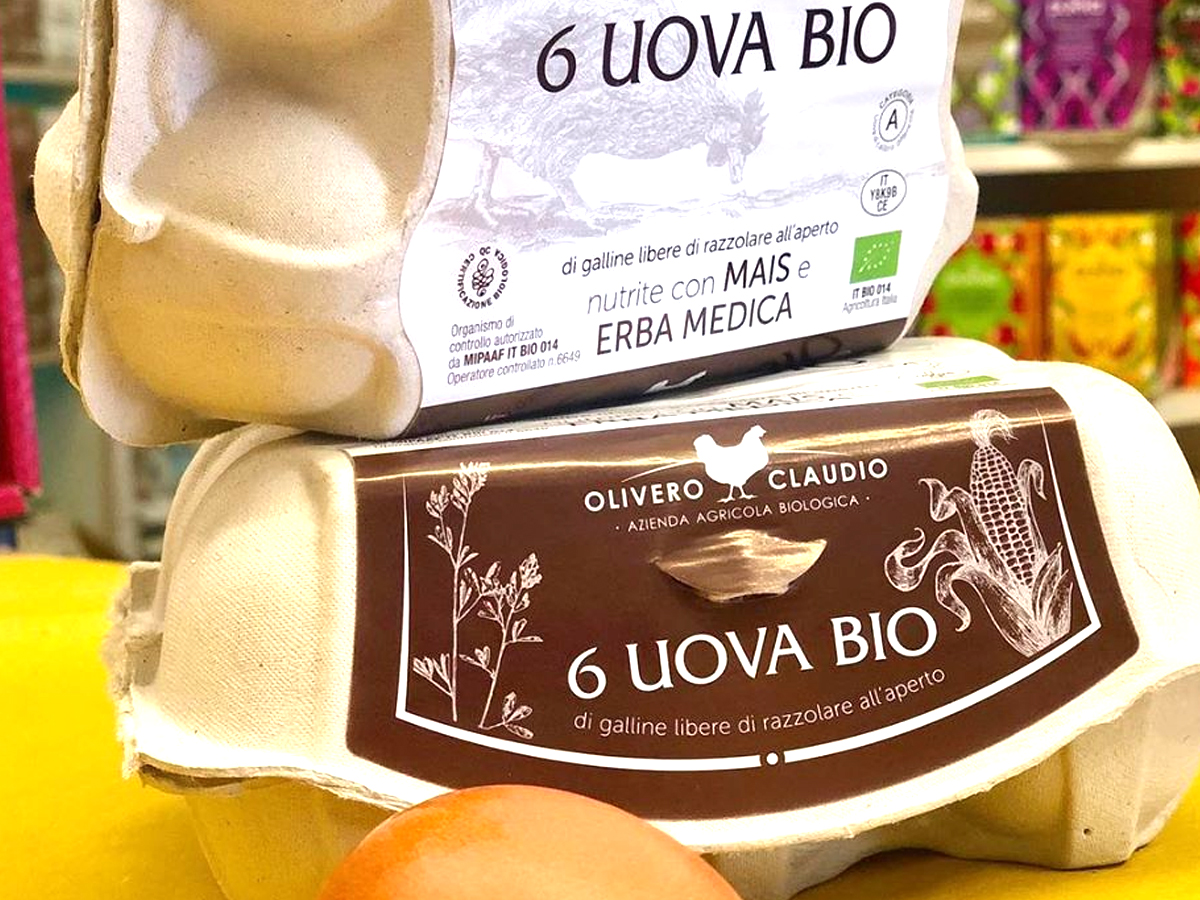 6 UOVA BIO
CATEGORIA
A
IT
Y8K9B
CE
di galline libere di razzolare all'aperto
nutrite con MAIS e
ERBA MEDICA
QC CERTIFICAZIONE BIOLOGICA
Organismo di
controllo autorizzato
da MIPAAF IT BIO 014
Operatore controllato n.6649
IT BIO 014
Agricoltura Italia
OLIVERO CLAUDIO
· AZIENDA AGRICOLA BIOLOGICA ·
6 UOVA BIO
di galline libere di razzolare all'aperto